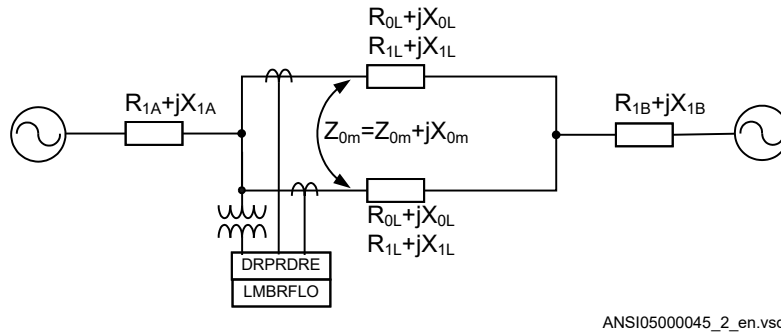 R0L+jX0L
R1L+jX1L
R1A+jX1A
R1B+jX1B
Z0m=Z0m+jX0m
R0L+jX0L
R1L+jX1L
DRPRDRE
LMBRFLO
ANSI05000045_2_en.vsd